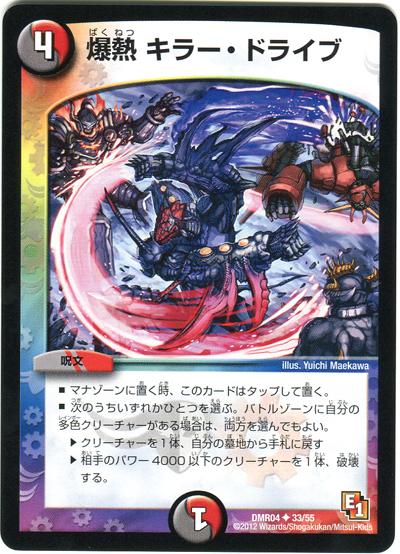 4
ばくねつ
爆熱 キラー・ドライブ
呪文
illus. Yuichi Maekawa
■ マナゾーンに置く時、このカードはタップして置く。
■ 次のうちいずれかひとつを選ぶ。バトルゾーンに自分の
多色クリーチャーがある場合は、両方を選んでもよい。
▶ クリーチャーを1体、自分の墓地から手札に戻す
▶ 相手のパワー4000以下のクリーチャーを1体、破壊
する。
1
E1
DMR04 ♦ 33/55
©2012 Wizards/Shogakukan/Mitsui-Kids